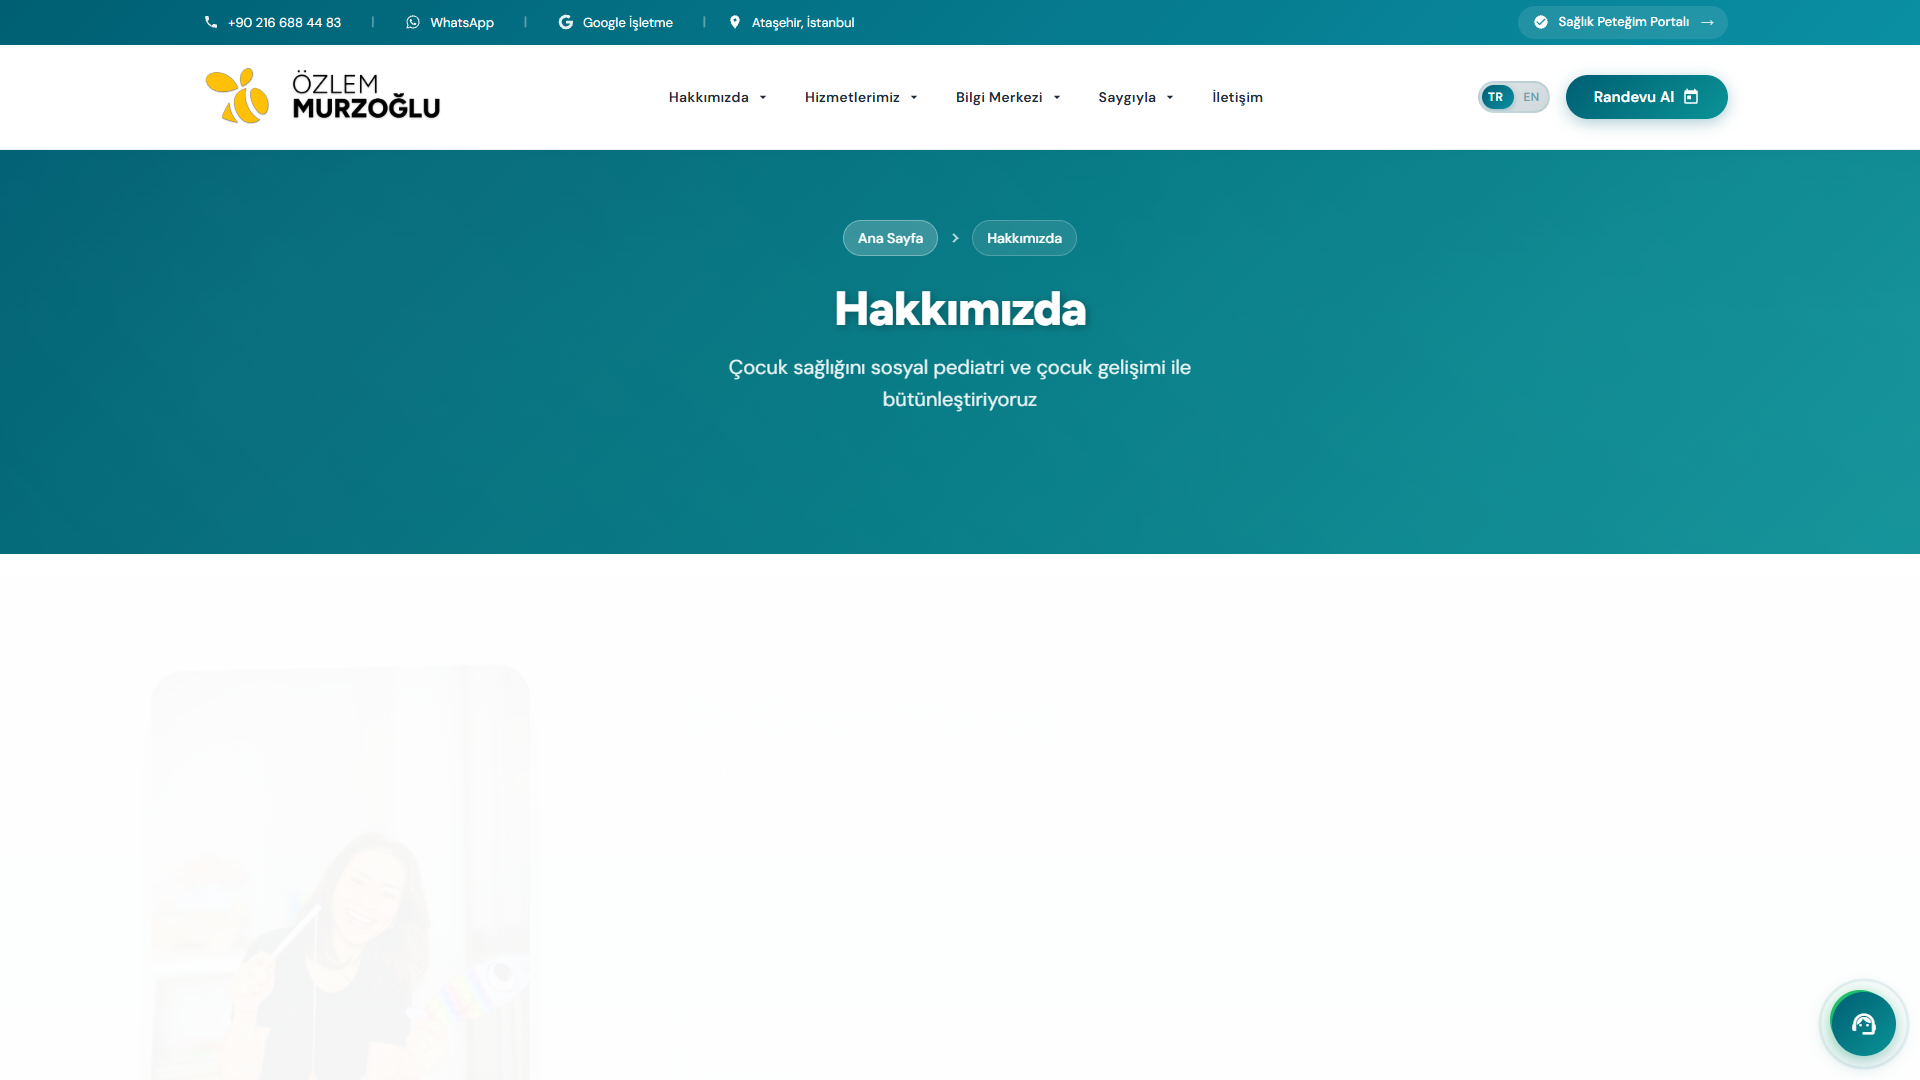 +90 216 688 44 83 | WhatsApp | Google İşletme | Ataşehir, İstanbul
Sağlık Peteğim Portalı →
ÖZLEM
MURZOĞLU
Hakkımızda
Hizmetlerimiz
Bilgi Merkezi
Saygıyla
İletişim
TR EN
Randevu Al
Ana Sayfa > Hakkımızda
Hakkımızda
Çocuk sağlığını sosyal pediatri ve çocuk gelişimi ile
bütünleştiriyoruz